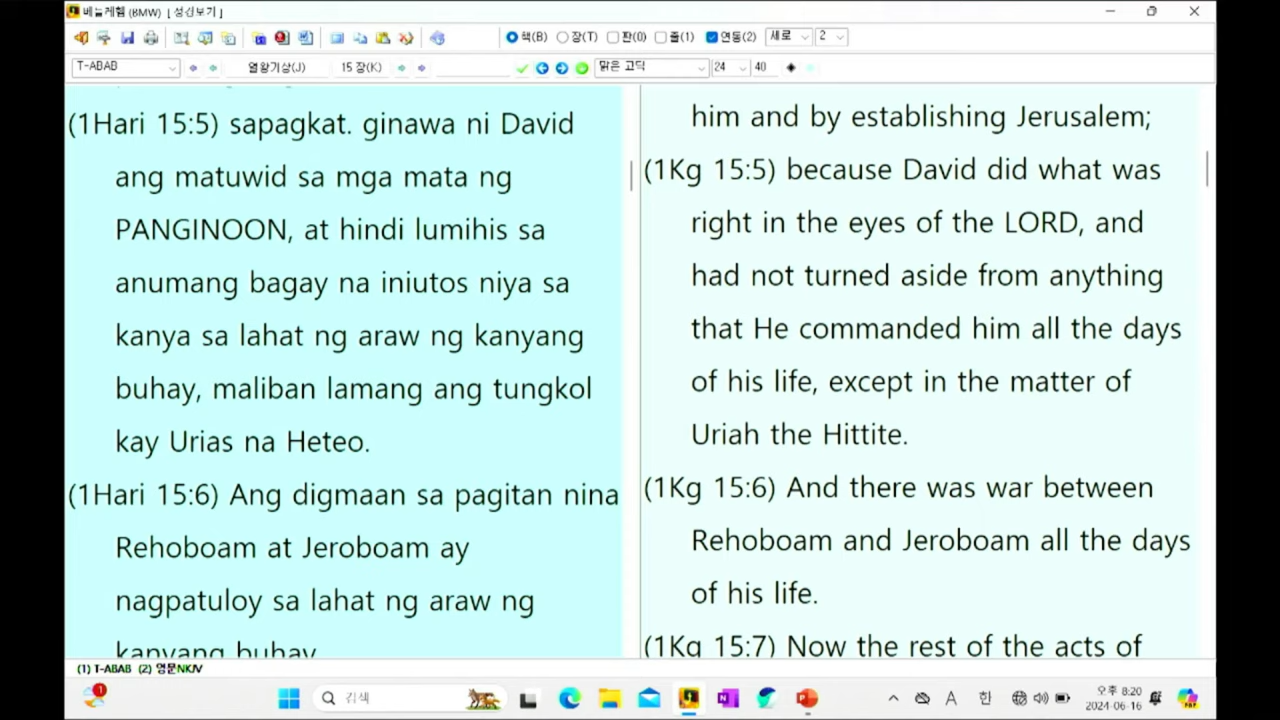 베들레헴 (BMW) [ 성경보기 ]
책(B) 장(T) 판(0) 줄(1) 연동(2) 세로 2
T-ABAB 열왕기상(J) 15 장(K) 맑은 고딕 24 40
(1Hari 15:5) sapagkat. ginawa ni David
ang matuwid sa mga mata ng
PANGINOON, at hindi lumihis sa
anumang bagay na iniutos niya sa
kanya sa lahat ng araw ng kanyang
buhay, maliban lamang ang tungkol
kay Urias na Heteo.
(1Hari 15:6) Ang digmaan sa pagitan nina
Rehoboam at Jeroboam ay
nagpatuloy sa lahat ng araw ng
kanyang buhay
him and by establishing Jerusalem;
(1Kg 15:5) because David did what was
right in the eyes of the LORD, and
had not turned aside from anything
that He commanded him all the days
of his life, except in the matter of
Uriah the Hittite.
(1Kg 15:6) And there was war between
Rehoboam and Jeroboam all the days
of his life.
(1Kg 15:7) Now the rest of the acts of
(1) T-ABAB (2) 영문NKJV
1 검색 A 한 오후 8:20
2024-06-16